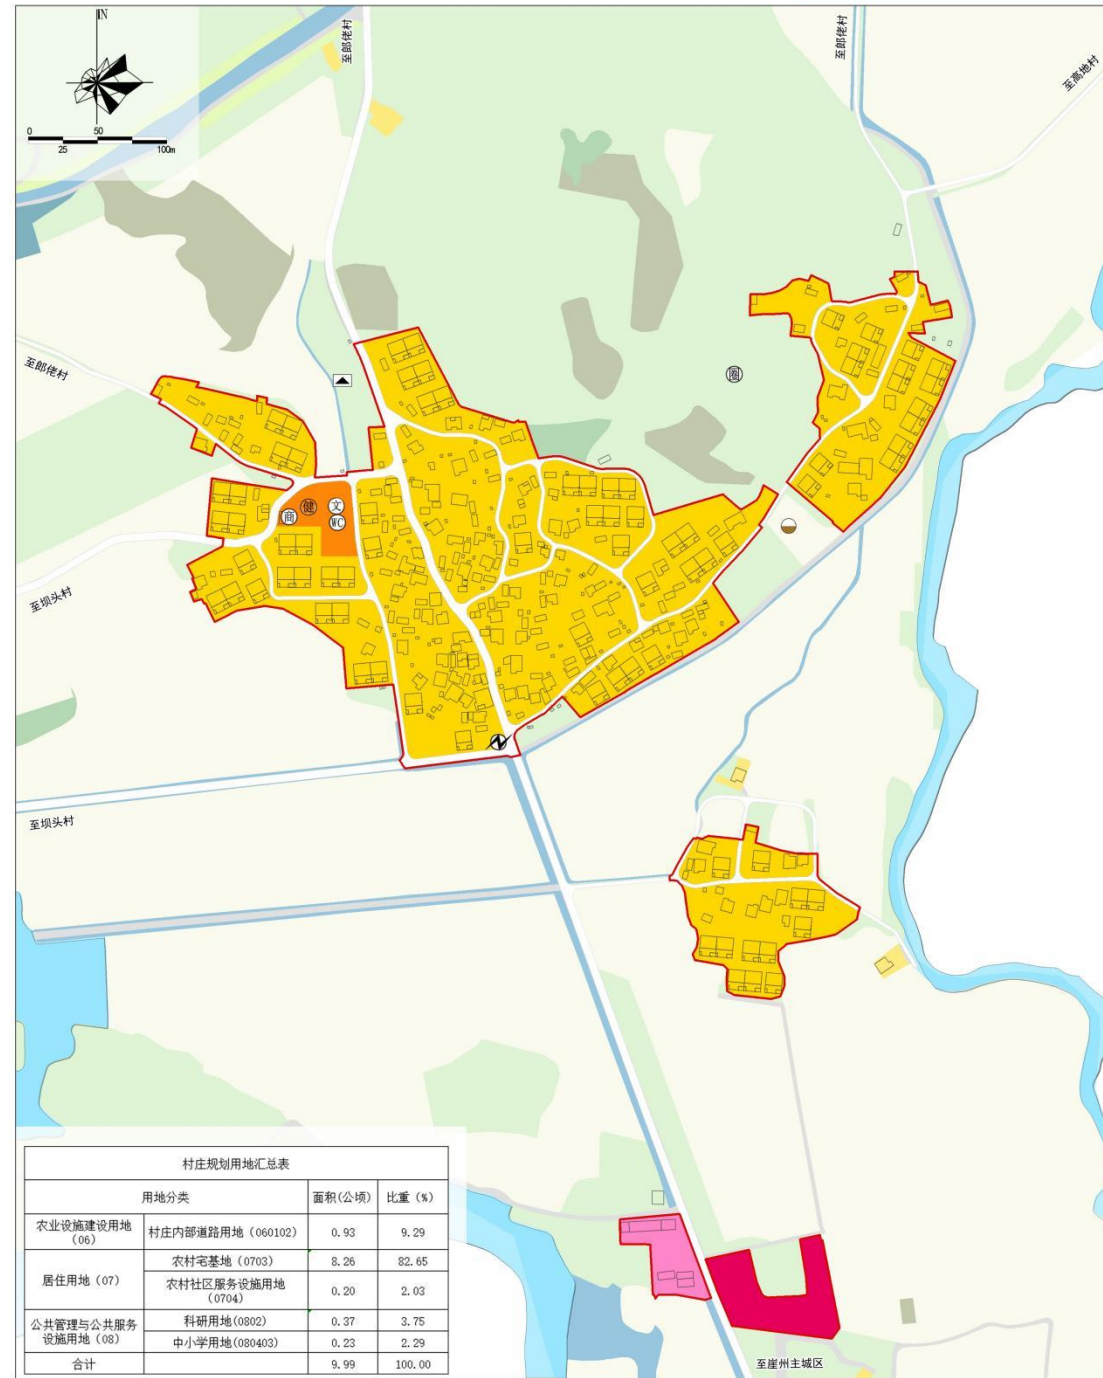 N
0 50
25 100m
至郎佬村
至郎佬村
至高地村
至郎佬村
圈
商 健 文
WC
至坝头村
至坝头村
村庄规划用地汇总表
用地分类 面积(公顷) 比重（%）
农业设施建设用地（06） 村庄内部道路用地（060102） 0.93 9.29
居住用地（07） 农村宅基地（0703） 8.26 82.65
农村社区服务设施用地（0704） 0.20 2.03
公共管理与公共服务设施用地（08） 科研用地(0802) 0.37 3.75
中小学用地(080403) 0.23 2.29
合计 9.99 100.00
至崖州主城区